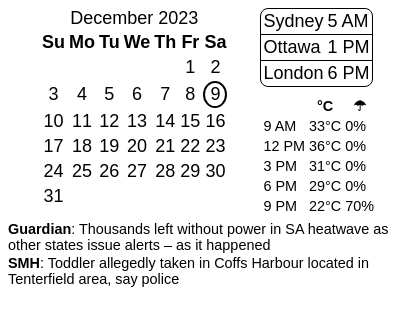 December 2023
Su Mo Tu We Th Fr Sa
1 2
3 4 5 6 7 8 9
10 11 12 13 14 15 16
17 18 19 20 21 22 23
24 25 26 27 28 29 30
31
Sydney 5 AM
Ottawa 1 PM
London 6 PM
°C ☂
9 AM 33°C 0%
12 PM 36°C 0%
3 PM 31°C 0%
6 PM 29°C 0%
9 PM 22°C 70%
Guardian: Thousands left without power in SA heatwave as
other states issue alerts – as it happened
SMH: Toddler allegedly taken in Coffs Harbour located in
Tenterfield area, say police